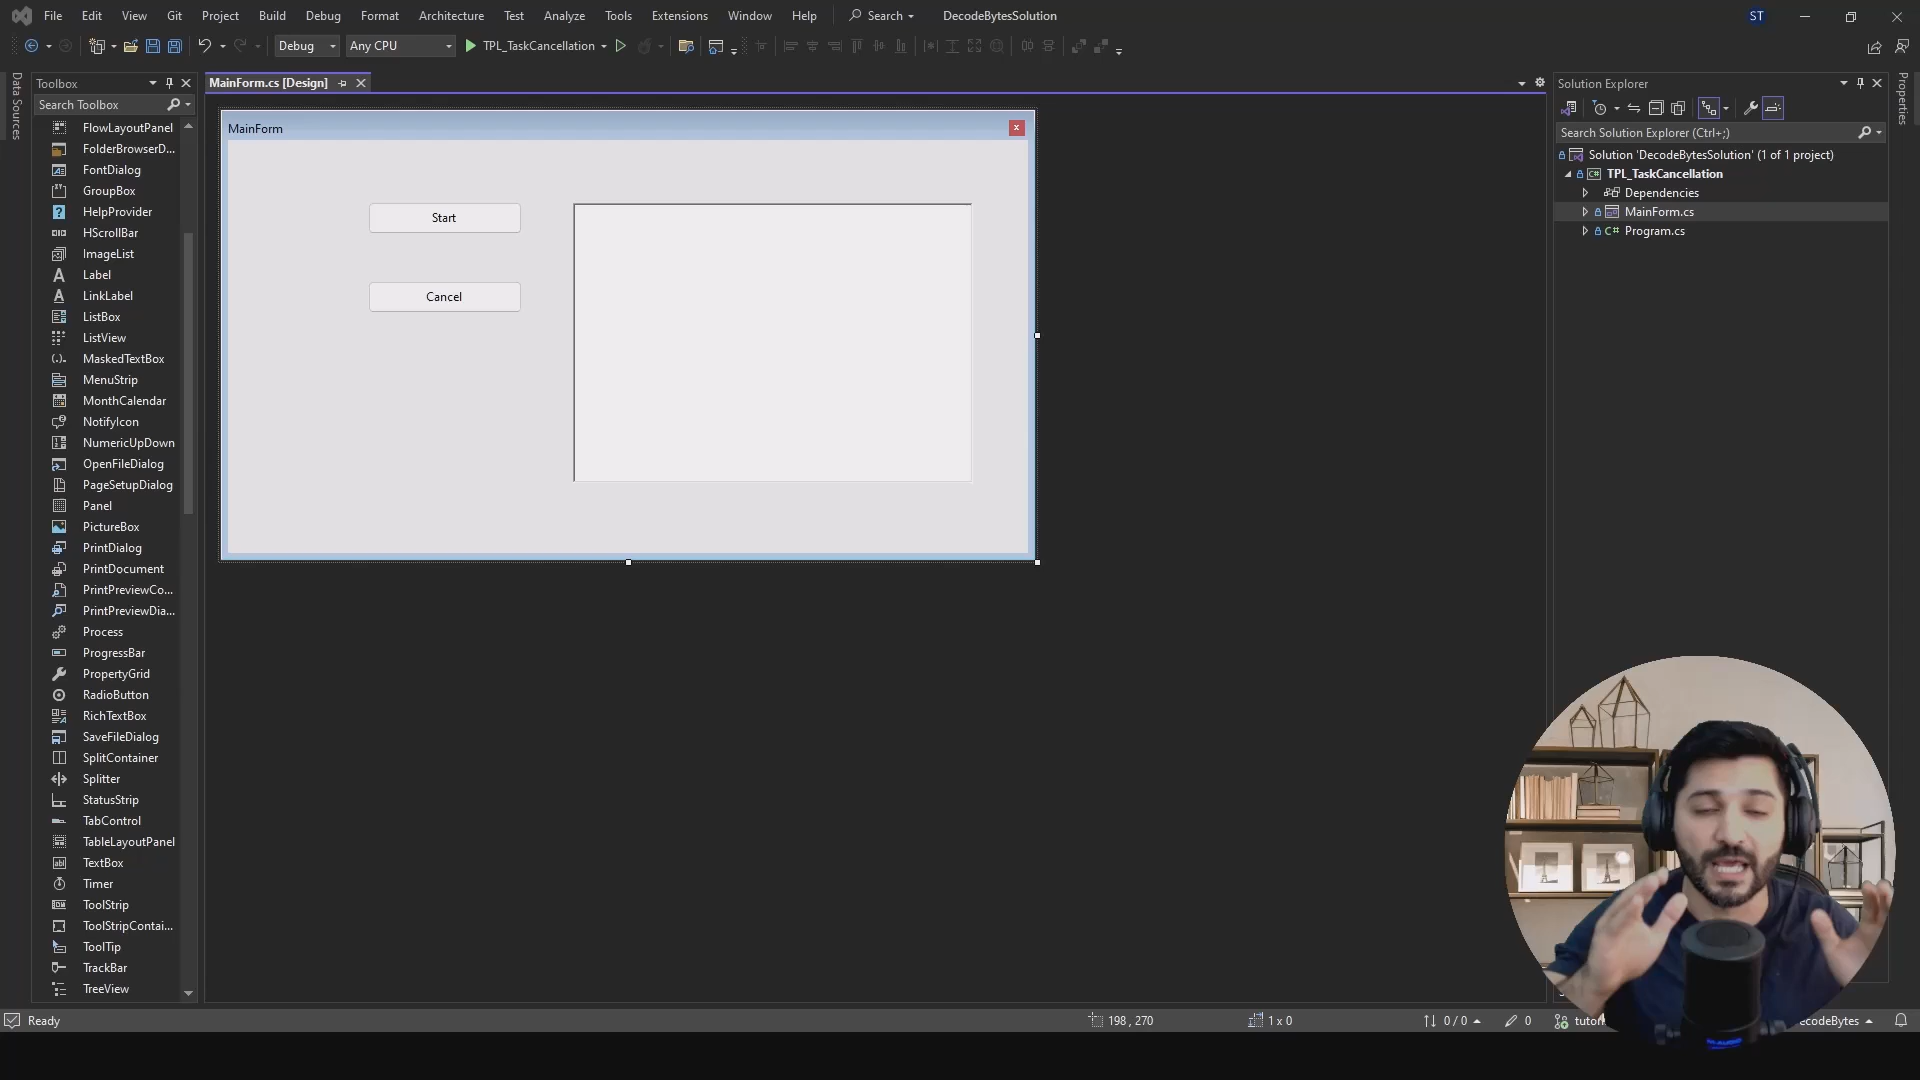 File Edit View Git Project Build Debug Format Architecture Test Analyze Tools Extensions Window Help Search DecodeBytesSolution ST
Debug Any CPU TPL_TaskCancellation
Data Sources
Toolbox
Search Toolbox
FlowLayoutPanel
FolderBrowserD...
FontDialog
GroupBox
HelpProvider
HScrollBar
ImageList
Label
LinkLabel
ListBox
ListView
MaskedTextBox
MenuStrip
MonthCalendar
NotifyIcon
NumericUpDown
OpenFileDialog
PageSetupDialog
Panel
PictureBox
PrintDialog
PrintDocument
PrintPreviewCo...
PrintPreviewDia...
Process
ProgressBar
PropertyGrid
RadioButton
RichTextBox
SaveFileDialog
SplitContainer
Splitter
StatusStrip
TabControl
TableLayoutPanel
TextBox
Timer
ToolStrip
ToolStripContai...
ToolTip
TrackBar
TreeView
MainForm.cs [Design]
MainForm
Start
Cancel
Solution Explorer
Search Solution Explorer (Ctrl+;)
Solution 'DecodeBytesSolution' (1 of 1 project)
TPL_TaskCancellation
Dependencies
MainForm.cs
C# Program.cs
Properties
Ready 198 , 270 1 x 0 0 / 0 0